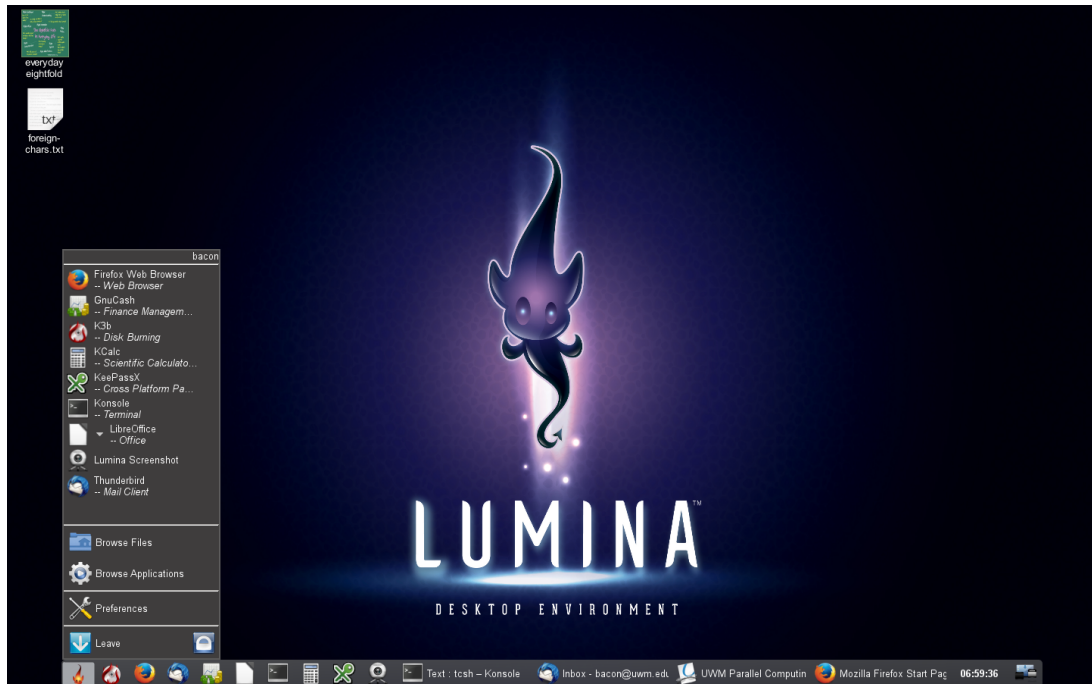 everyday
eightfold
txt
foreign-
chars.txt
bacon
Firefox Web Browser
-- Web Browser
GnuCash
-- Finance Managem...
K3b
-- Disk Burning
KCalc
-- Scientific Calculato...
KeePassX
-- Cross Platform Pa...
Konsole
-- Terminal
LibreOffice
-- Office
Lumina Screenshot
Thunderbird
-- Mail Client
Browse Files
Browse Applications
Preferences
Leave
LUMINA™
DESKTOP ENVIRONMENT
Text : tcsh – Konsole
Inbox - bacon@uwm.edu
UWM Parallel Computin
Mozilla Firefox Start Pag
06:59:36